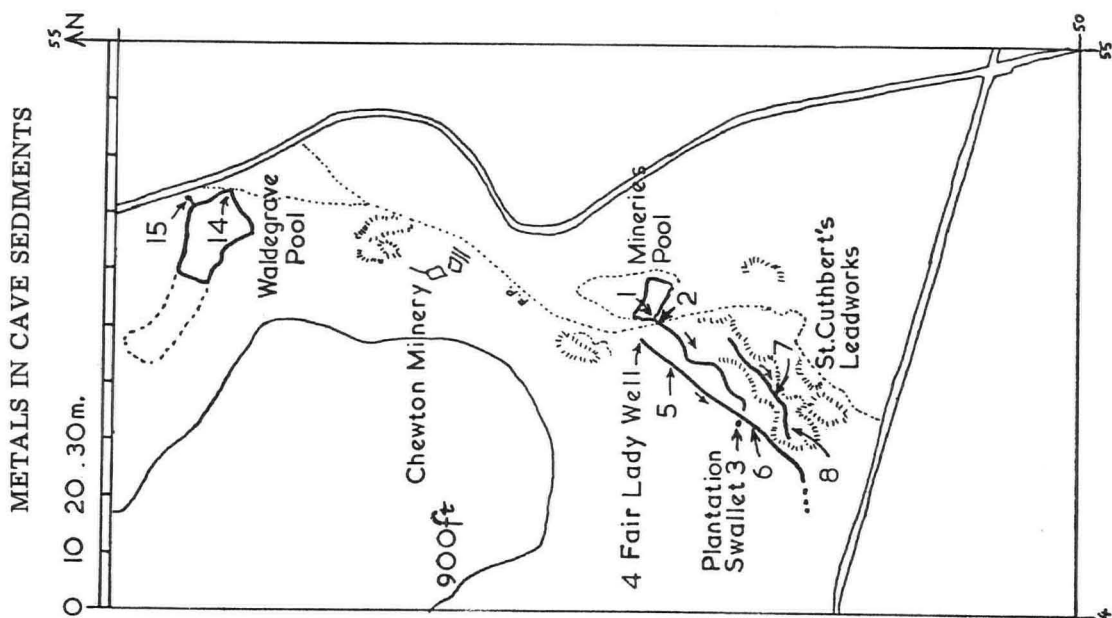 METALS IN CAVE SEDIMENTS
0 10 20 .30m.
55
N
15
14
Waldegrave
Pool
Chewton Minery
900ft
Mineries
Pool
1
2
4 Fair Lady Well
5
Plantation
Swallet 3
6
7
8
St.Cuthbert's
Leadworks
50
55
4